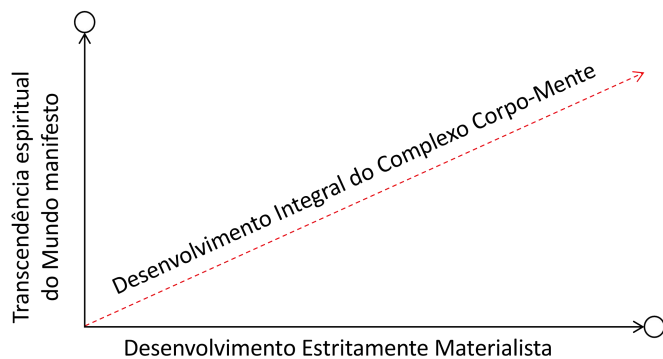 Transcendência espiritual
do Mundo manifesto
Desenvolvimento Integral do Complexo Corpo-Mente
Desenvolvimento Estritamente Materialista